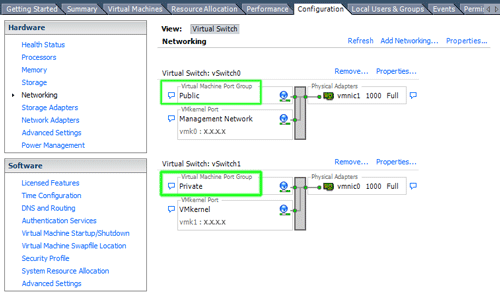 Getting Started Summary Virtual Machines Resource Allocation Performance Configuration Local Users & Groups Events
Hardware
Health Status
Processors
Memory
Storage
Networking
Storage Adapters
Network Adapters
Advanced Settings
Power Management
Software
Licensed Features
Time Configuration
DNS and Routing
Authentication Services
Virtual Machine Startup/Shutdown
Virtual Machine Swapfile Location
Security Profile
System Resource Allocation
Advanced Settings
View: Virtual Switch
Networking Refresh Add Networking... Properties...
Virtual Switch: vSwitch0 Remove... Properties...
Virtual Machine Port Group Physical Adapters
Public vmnic1 1000 Full
VMkernel Port
Management Network
vmk0 : X.X.X.X
Virtual Switch: vSwitch1 Remove... Properties...
Virtual Machine Port Group Physical Adapters
Private vmnic0 1000 Full
VMkernel Port
VMkernel
vmk1 : X.X.X.X